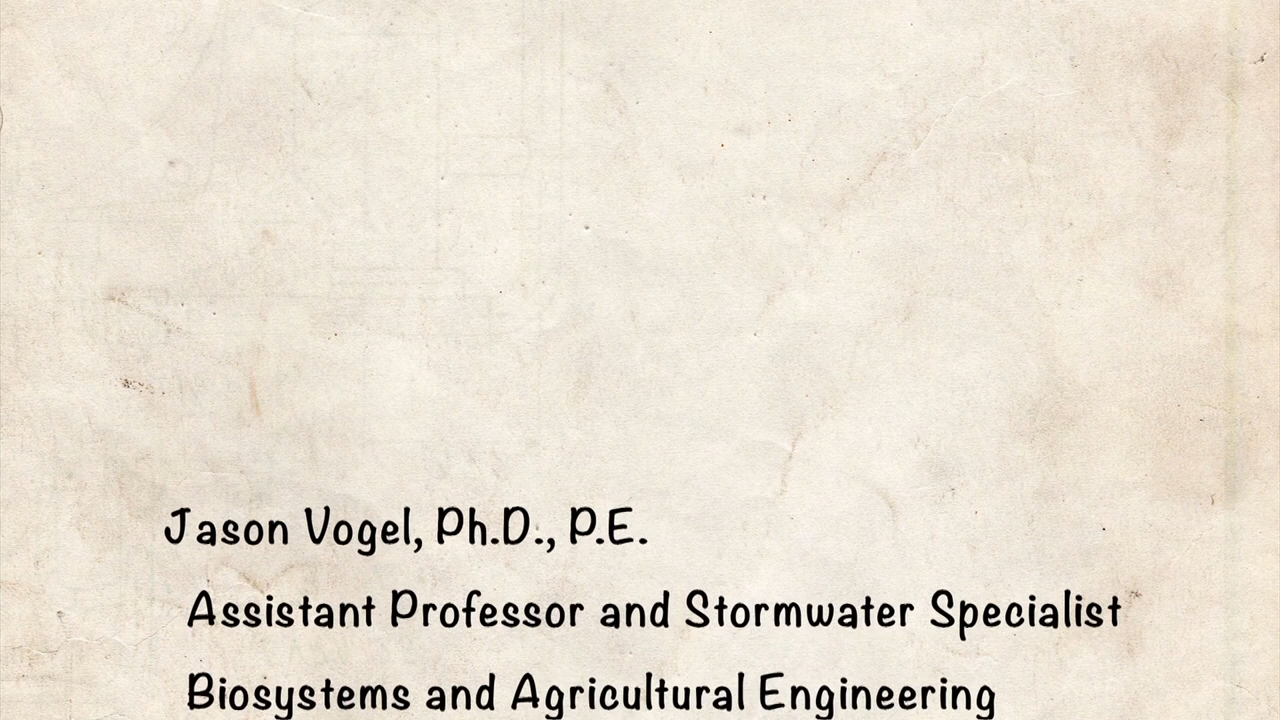 Jason Vogel, Ph.D., P.E.
Assistant Professor and Stormwater Specialist
Biosystems and Agricultural Engineering